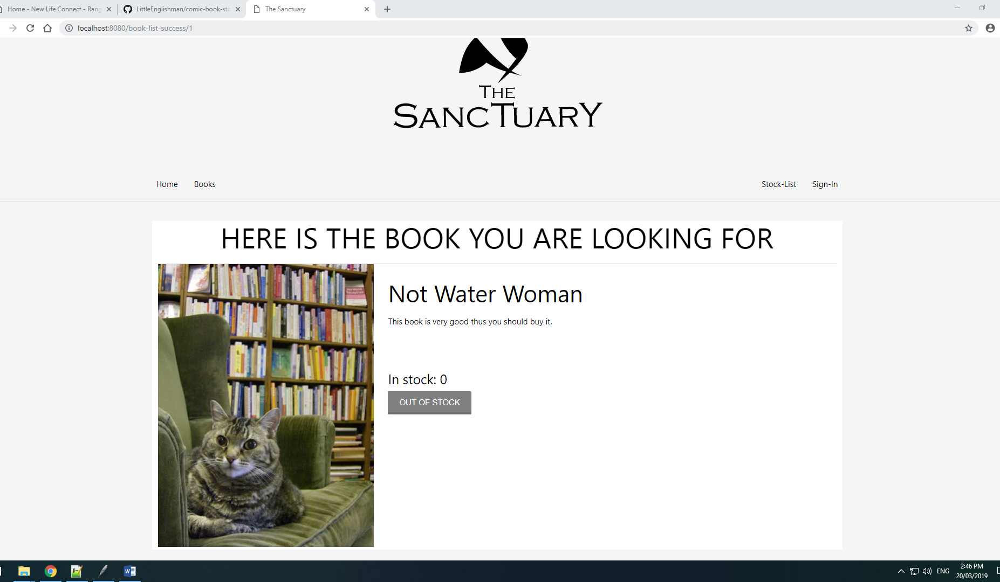 Home - New Life Connect - Rang
LittleEnglishman/comic-book-sto
The Sanctuary
localhost:8080/book-list-success/1
THE
SANCTUARY
Home
Books
Stock-List
Sign-In
HERE IS THE BOOK YOU ARE LOOKING FOR
Not Water Woman
This book is very good thus you should buy it.
In stock: 0
OUT OF STOCK
ENG
2:46 PM
20/03/2019